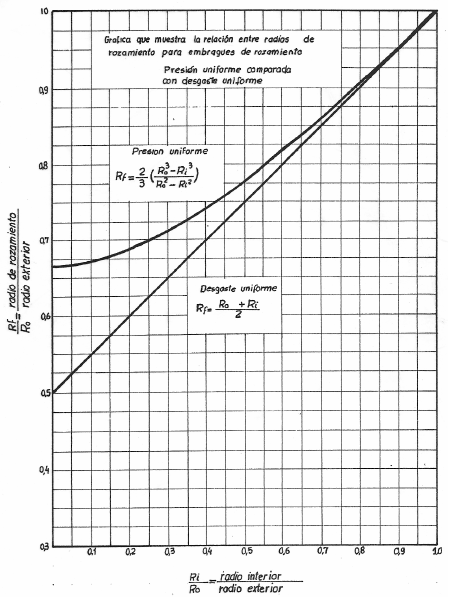 Grafica que muestra la relación entre radios de
rozamiento para embragues de rozamiento
Presión uniforme comparada
con desgaste uniforme
Presion uniforme
Rf = 2/3 (Ro³ - Ri³ / Ro² - Ri²)
Desgaste uniforme
Rf = Ro + Ri / 2
Rf / Ro = radio de rozamiento / radio exterior
10
0,9
0,8
0,7
0,6
0,5
0,4
0,3
0.1
0.2
0.3
0.4
0.5
0.6
0.7
0.8
0.9
1.0
Ri / Ro = radio interior / radio exterior